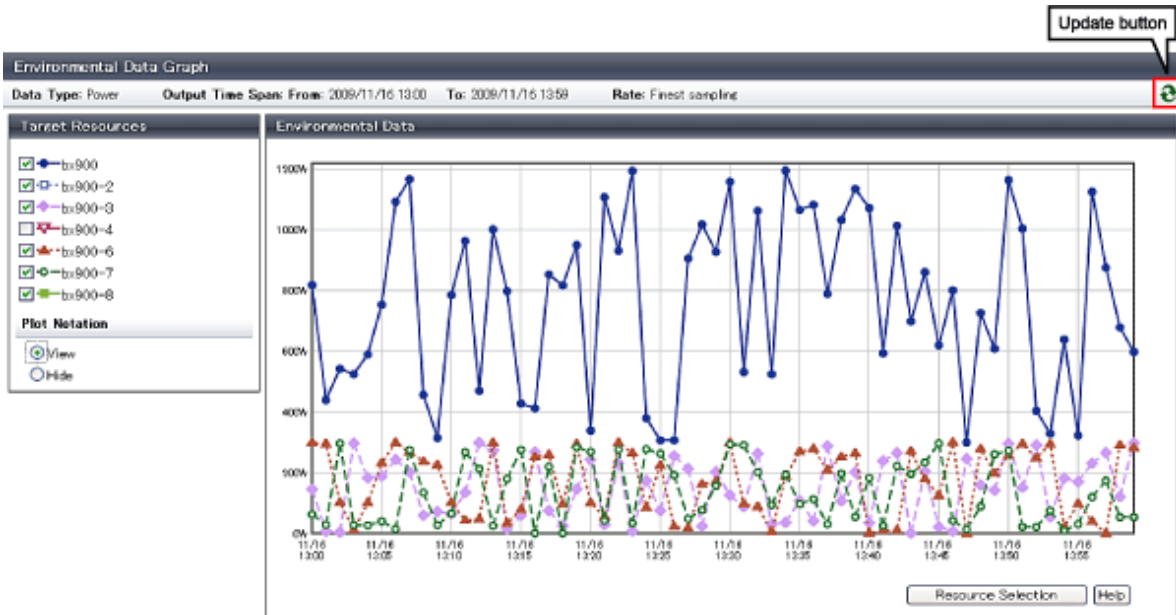 Update button
Environmental Data Graph
Data Type: Power Output Time Span: From: 2009/11/16 13:00 To: 2009/11/16 13:59 Rate: Finest sampling
Target Resources
bx900
bx900-2
bx900-3
bx900-4
bx900-6
bx900-7
bx900-8
Plot Notation
View
Hide
Environmental Data
1200W
1000W
800W
600W
400W
200W
0W
11/16 11/16 11/16 11/16 11/16 11/16 11/16 11/16 11/16 11/16 11/16 11/16
13:00 13:05 13:10 13:15 13:20 13:25 13:30 13:35 13:40 13:45 13:50 13:55
Resource Selection Help